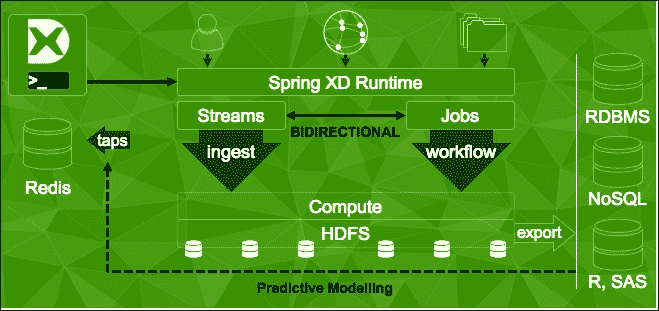 X
>_
Spring XD Runtime
Streams
BIDIRECTIONAL
Jobs
RDBMS
taps
ingest
workflow
Redis
NoSQL
Compute
HDFS
export
R, SAS
Predictive Modelling